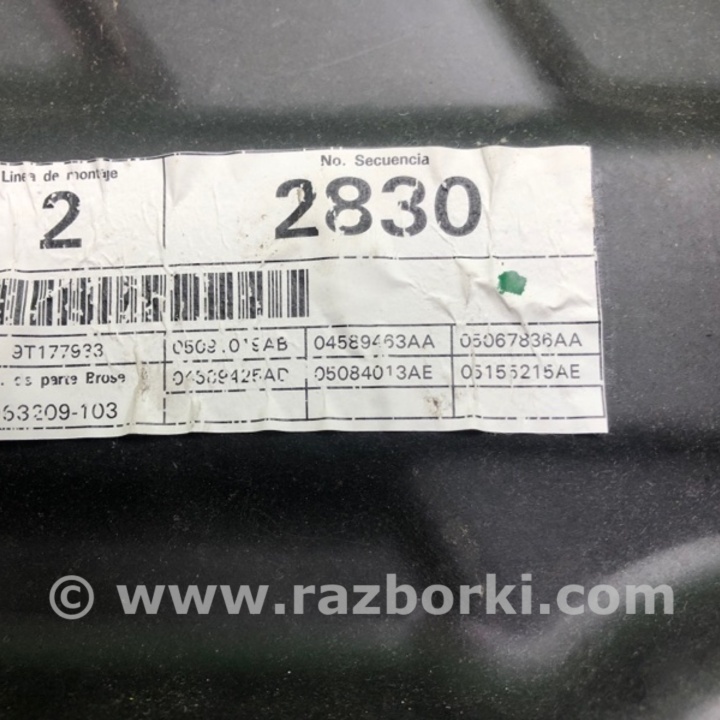 Linea de montaje No. Secuencia
2 2830
9T177933 04589463AA 05067836AA
parte Brose 05084013AE 05155215AE
63209-103
© www.razborki.com